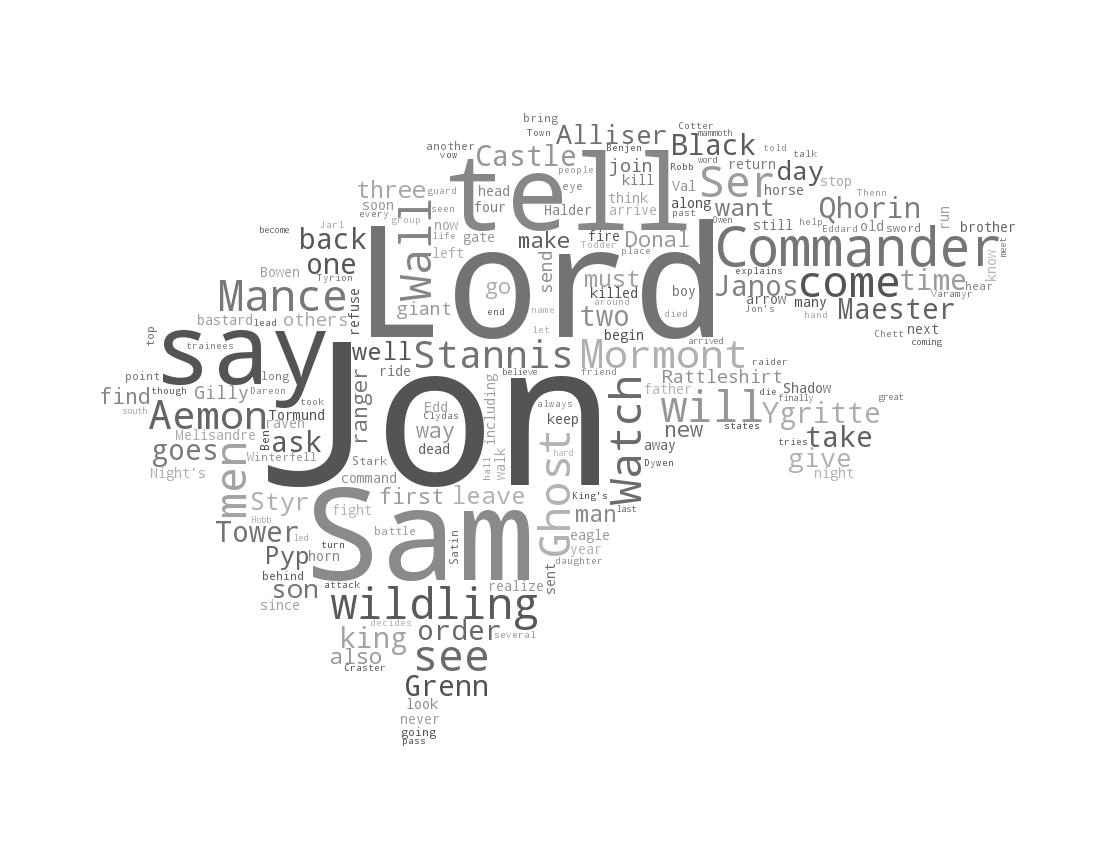 bring
Cotter
Town
Alliser
mammoth
another
Castle
Benjen
Black
told
talk
vow
tell
join
Robb
word
return
day
people
kill
Ser
stop
Thenn
three
guard
head
eye
Val
along
horse
soon
seen
four
think
arrive
past
want
Qhorin
run
every
group
now
Halder
Owen
still
help
Eddard
old
sword
brother
Jarl
life
gate
make
fire
Donal
become
back
Wall
left
Todder
place
Lord
Commander
know
meet
one
Bowen
Tyrion
send
must
explains
go
Janos
come
time
hear
Mance
giant
killed
boy
arrow
many
Varamyr
refuse
end
name
two
around
died
Jon's
hand
Maester
bastard
lead
others
let
begin
Chett
next
top
say
trainees
well
Stannis
arrived
Mormont
coming
Jon
raider
point
though
long
ride
believe
friend
Rattleshirt
find
Gilly
Dareon
father
die
Shadow
finally
great
south
Aemon
took
Tormund
ranger
Edd
Clydas
including
always
keep
will
Ygritte
Melisandre
raven
way
new
states
take
goes
Ben
ask
dead
hard
Watch
away
tries
Winterfell
hall
Walk
Dywen
give
Night's
men
Stark
command
Ghost
night
Styr
first
leave
King's
last
Hobb
fight
man
Sam
Tower
led
battle
Satin
eagle
turn
year
Pyp
horn
daughter
behind
attack
son
realize
sent
since
wildling
decides
king
order
several
also
see
Craster
Grenn
look
never
going
pass